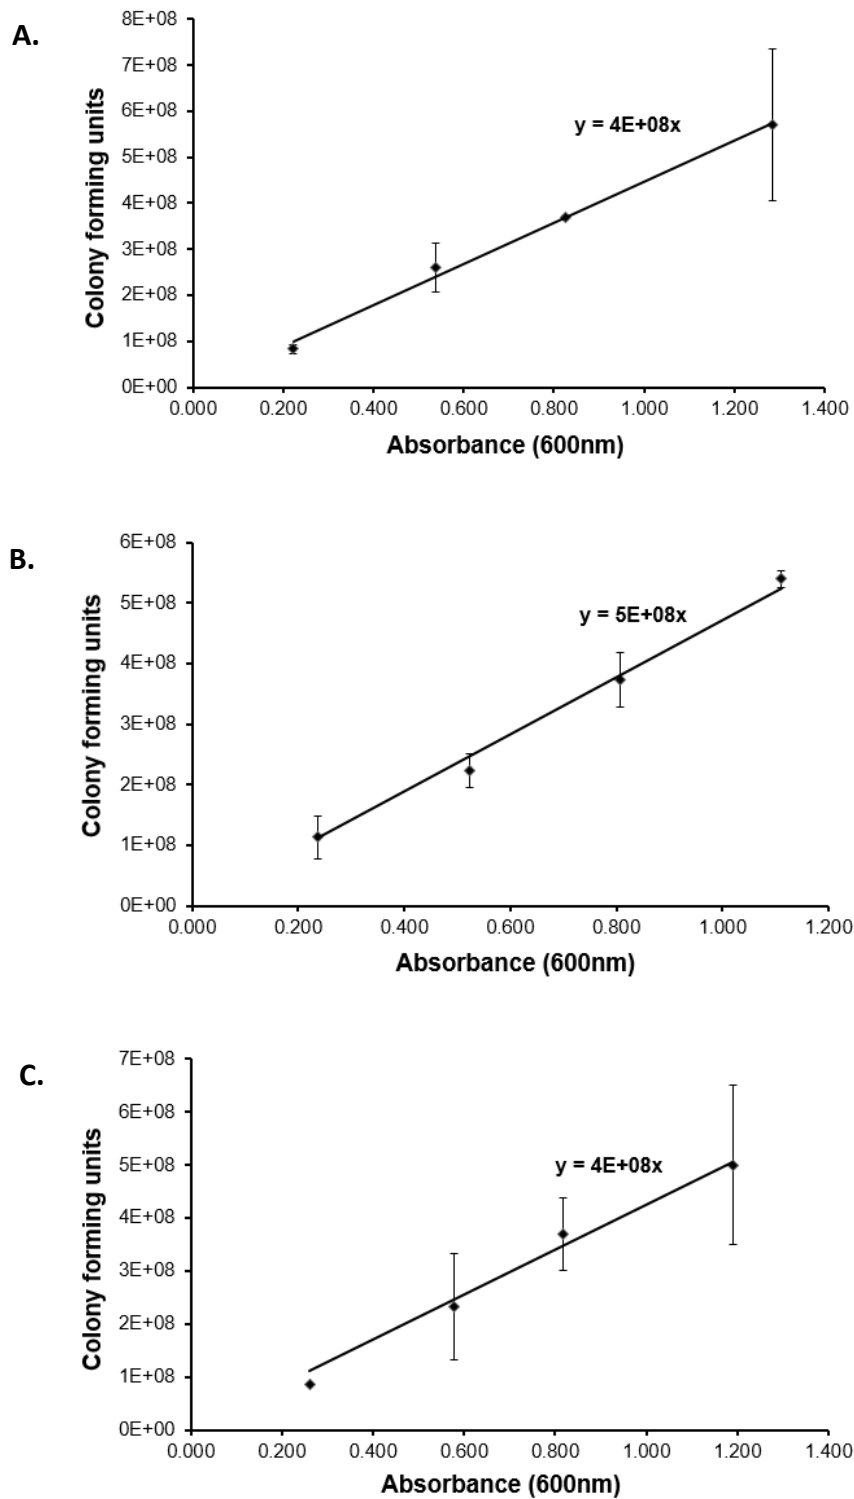 A.
8E+08
7E+08
6E+08
5E+08
4E+08
3E+08
2E+08
1E+08
0E+00
Colony forming units
y = 4E+08x
0.000 0.200 0.400 0.600 0.800 1.000 1.200 1.400
Absorbance (600nm)
B.
6E+08
5E+08
4E+08
3E+08
2E+08
1E+08
0E+00
Colony forming units
y = 5E+08x
0.000 0.200 0.400 0.600 0.800 1.000 1.200
Absorbance (600nm)
C.
7E+08
6E+08
5E+08
4E+08
3E+08
2E+08
1E+08
0E+00
Colony forming units
y = 4E+08x
0.000 0.200 0.400 0.600 0.800 1.000 1.200 1.400
Absorbance (600nm)